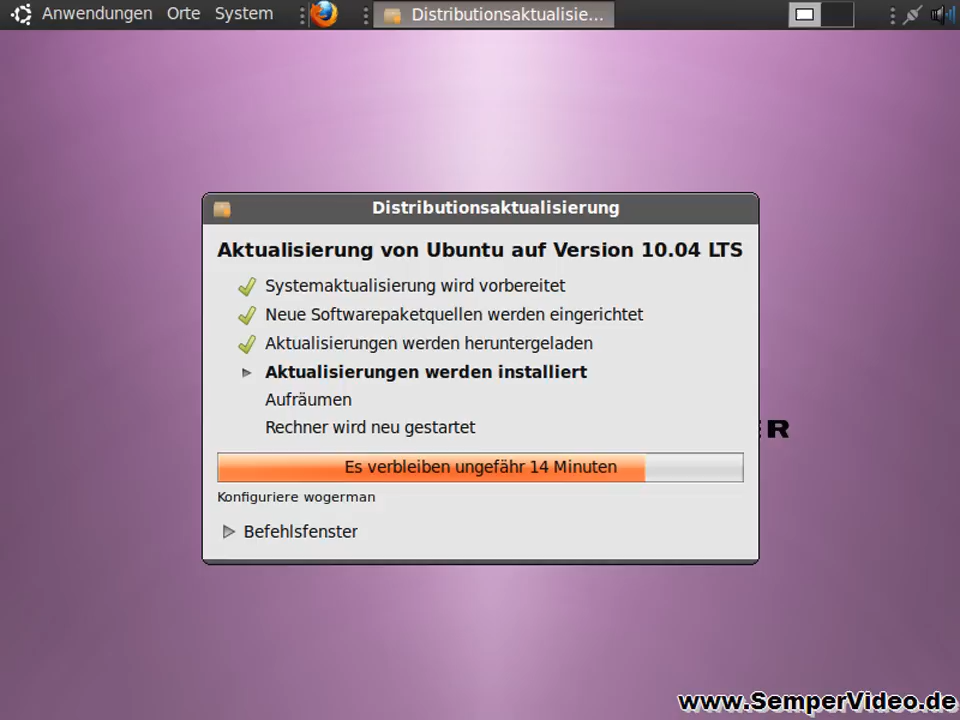 Anwendungen Orte System
Distributionsaktualisie...
Distributionsaktualisierung
Aktualisierung von Ubuntu auf Version 10.04 LTS
Systemaktualisierung wird vorbereitet
Neue Softwarepaketquellen werden eingerichtet
Aktualisierungen werden heruntergeladen
Aktualisierungen werden installiert
Aufräumen
Rechner wird neu gestartet
ER
Es verbleiben ungefähr 14 Minuten
Konfiguriere wogerman
Befehlsfenster
www.SemperVideo.de